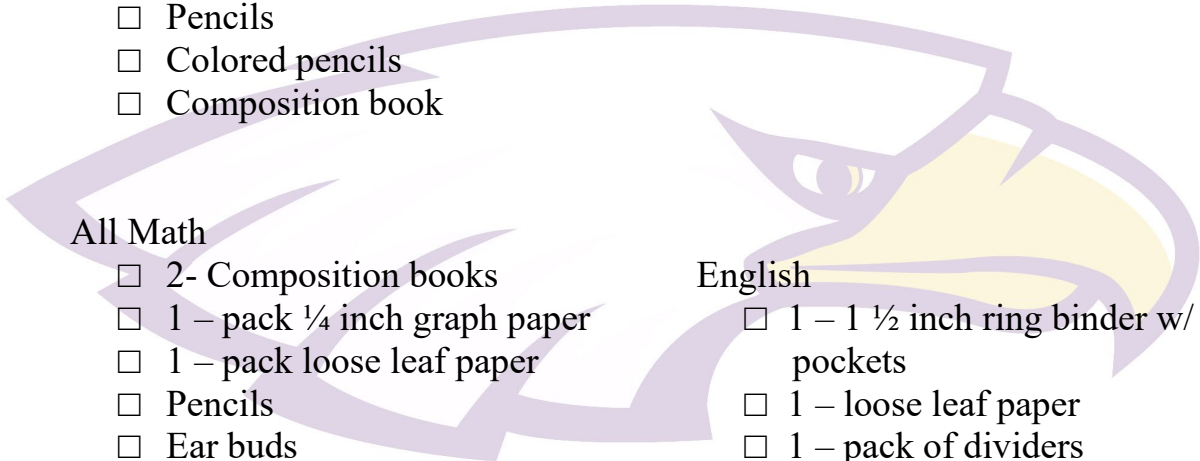 □ Pencils
□ Colored pencils
□ Composition book
All Math
□ 2- Composition books
□ 1 – pack ¼ inch graph paper
□ 1 – pack loose leaf paper
□ Pencils
□ Ear buds
English
□ 1 – 1 ½ inch ring binder w/
pockets
□ 1 – loose leaf paper
□ 1 – pack of dividers